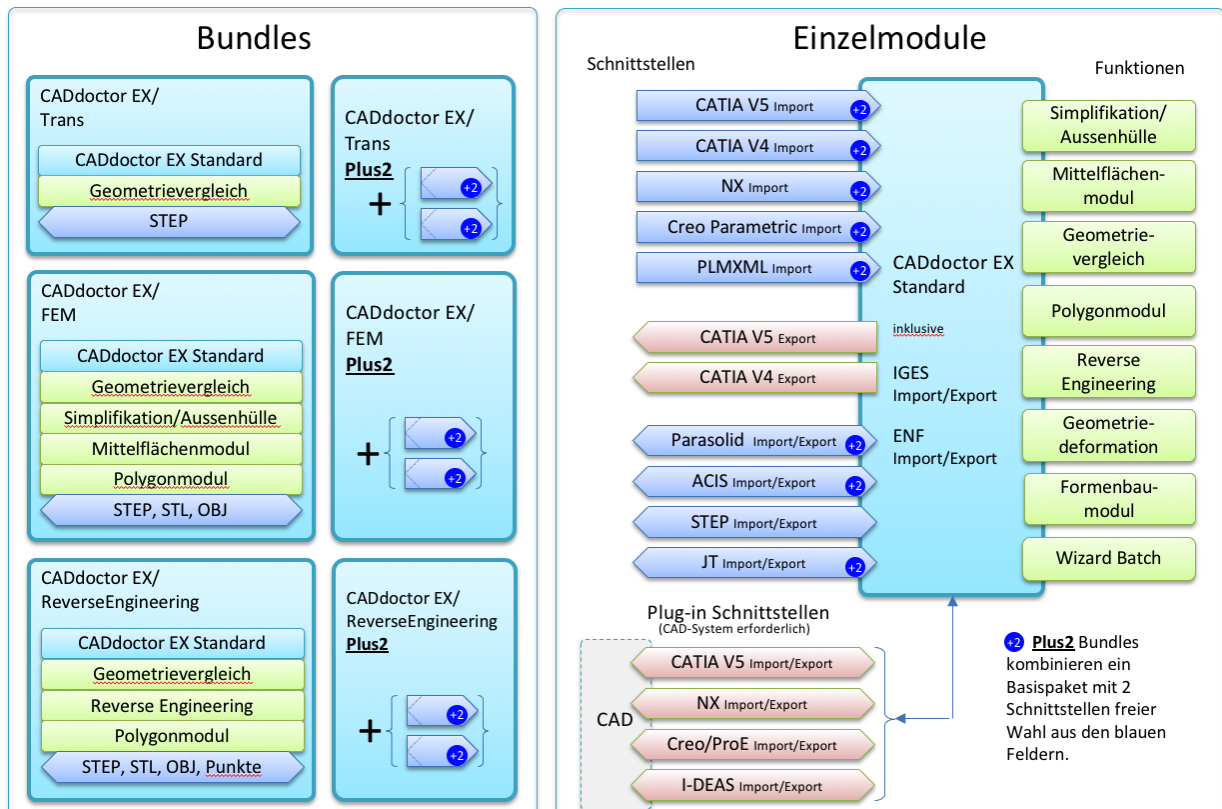 Bundles
CADdoctor EX/
Trans
CADdoctor EX Standard
Geometrievergleich
STEP
CADdoctor EX/
Trans
Plus2
+
+2
+2
CADdoctor EX/
FEM
CADdoctor EX Standard
Geometrievergleich
Simplifikation/Aussenhülle
Mittelflächenmodul
Polygonmodul
STEP, STL, OBJ
CADdoctor EX/
FEM
Plus2
+
+2
+2
CADdoctor EX/
ReverseEngineering
CADdoctor EX Standard
Geometrievergleich
Reverse Engineering
Polygonmodul
STEP, STL, OBJ, Punkte
CADdoctor EX/
ReverseEngineering
Plus2
+
+2
+2
Einzelmodule
Schnittstellen
CATIA V5 Import +2
CATIA V4 Import +2
NX Import +2
Creo Parametric Import +2
PLMXML Import +2
CATIA V5 Export
CATIA V4 Export
Parasolid Import/Export +2
ACIS Import/Export +2
STEP Import/Export
JT Import/Export +2
CADdoctor EX
Standard
inklusive
IGES
Import/Export
ENF
Import/Export
Funktionen
Simplifikation/
Aussenhülle
Mittelflächen-
modul
Geometrie-
vergleich
Polygonmodul
Reverse
Engineering
Geometrie-
deformation
Formenbau-
modul
Wizard Batch
Plug-in Schnittstellen
(CAD-System erforderlich)
CAD
CATIA V5 Import/Export
NX Import/Export
Creo/ProE Import/Export
I-DEAS Import/Export
+2 Plus2 Bundles
kombinieren ein
Basispaket mit 2
Schnittstellen freier
Wahl aus den blauen
Feldern.